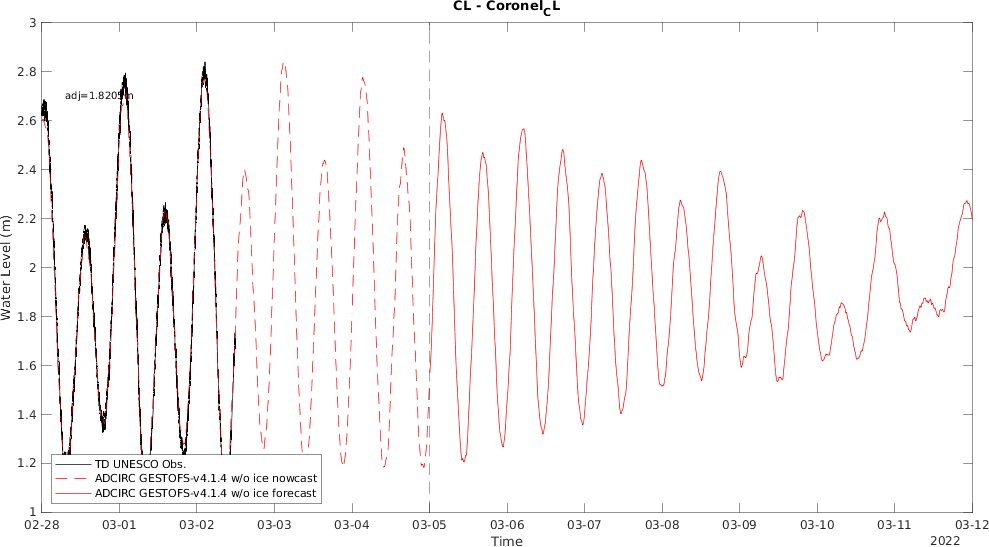 CL - Coronel_CL
3
2.8
adj=1.8205m
2.6
2.4
2.2
2
1.8
1.6
1.4
1.2
1
Water Level (m)
TD UNESCO Obs.
ADCIRC GESTOFS-v4.1.4 w/o ice nowcast
ADCIRC GESTOFS-v4.1.4 w/o ice forecast
02-28 03-01 03-02 03-03 03-04 03-05 03-06 03-07 03-08 03-09 03-10 03-11 03-12
Time
2022